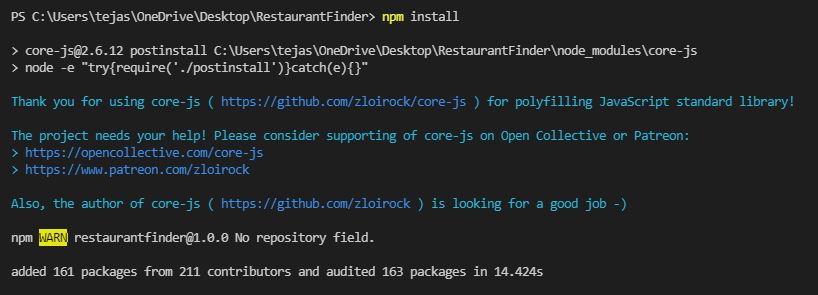 PS C:\Users\tejas\OneDrive\Desktop\RestaurantFinder> npm install
> core-js@2.6.12 postinstall C:\Users\tejas\OneDrive\Desktop\RestaurantFinder\node_modules\core-js
> node -e "try{require('./postinstall')}catch(e){}"
Thank you for using core-js ( https://github.com/zloirock/core-js ) for polyfilling JavaScript standard library!
The project needs your help! Please consider supporting of core-js on Open Collective or Patreon:
> https://opencollective.com/core-js
> https://www.patreon.com/zloirock
Also, the author of core-js ( https://github.com/zloirock ) is looking for a good job -)
npm WARN restaurantfinder@1.0.0 No repository field.
added 161 packages from 211 contributors and audited 163 packages in 14.424s